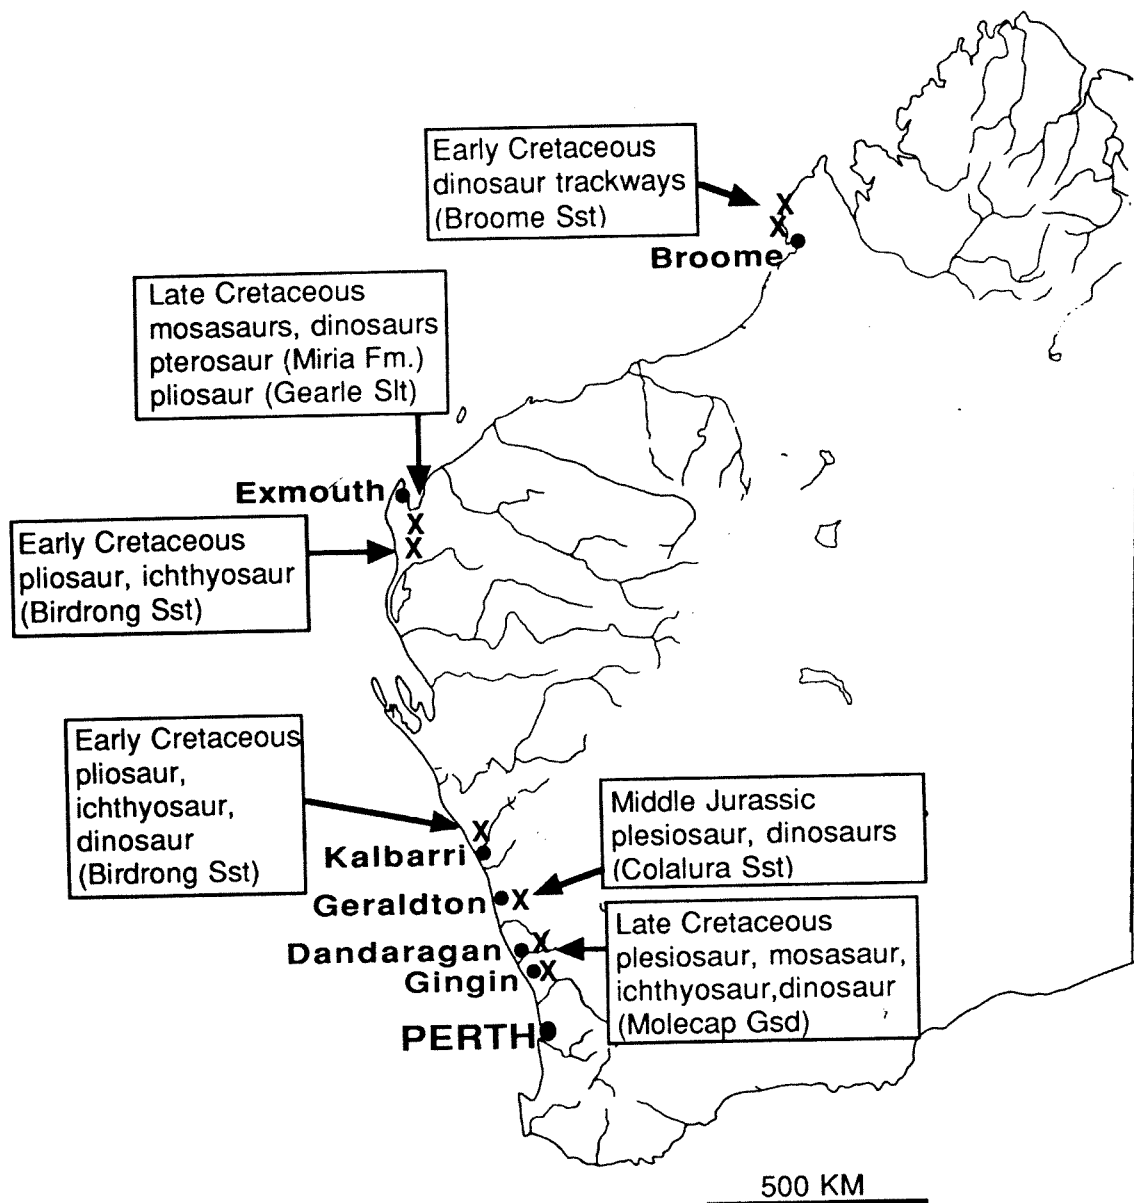 Early Cretaceous
dinosaur trackways
(Broome Sst)
Broome
Late Cretaceous
mosasaurs, dinosaurs
pterosaur (Miria Fm.)
pliosaur (Gearle Slt)
Exmouth
Early Cretaceous
pliosaur, ichthyosaur
(Birdrong Sst)
Early Cretaceous
pliosaur,
ichthyosaur,
dinosaur
(Birdrong Sst)
Kalbarri
Middle Jurassic
plesiosaur, dinosaurs
(Colalura Sst)
Geraldton
Late Cretaceous
plesiosaur, mosasaur,
ichthyosaur,dinosaur
(Molecap Gsd)
Dandaragan
Gingin
PERTH
500 KM